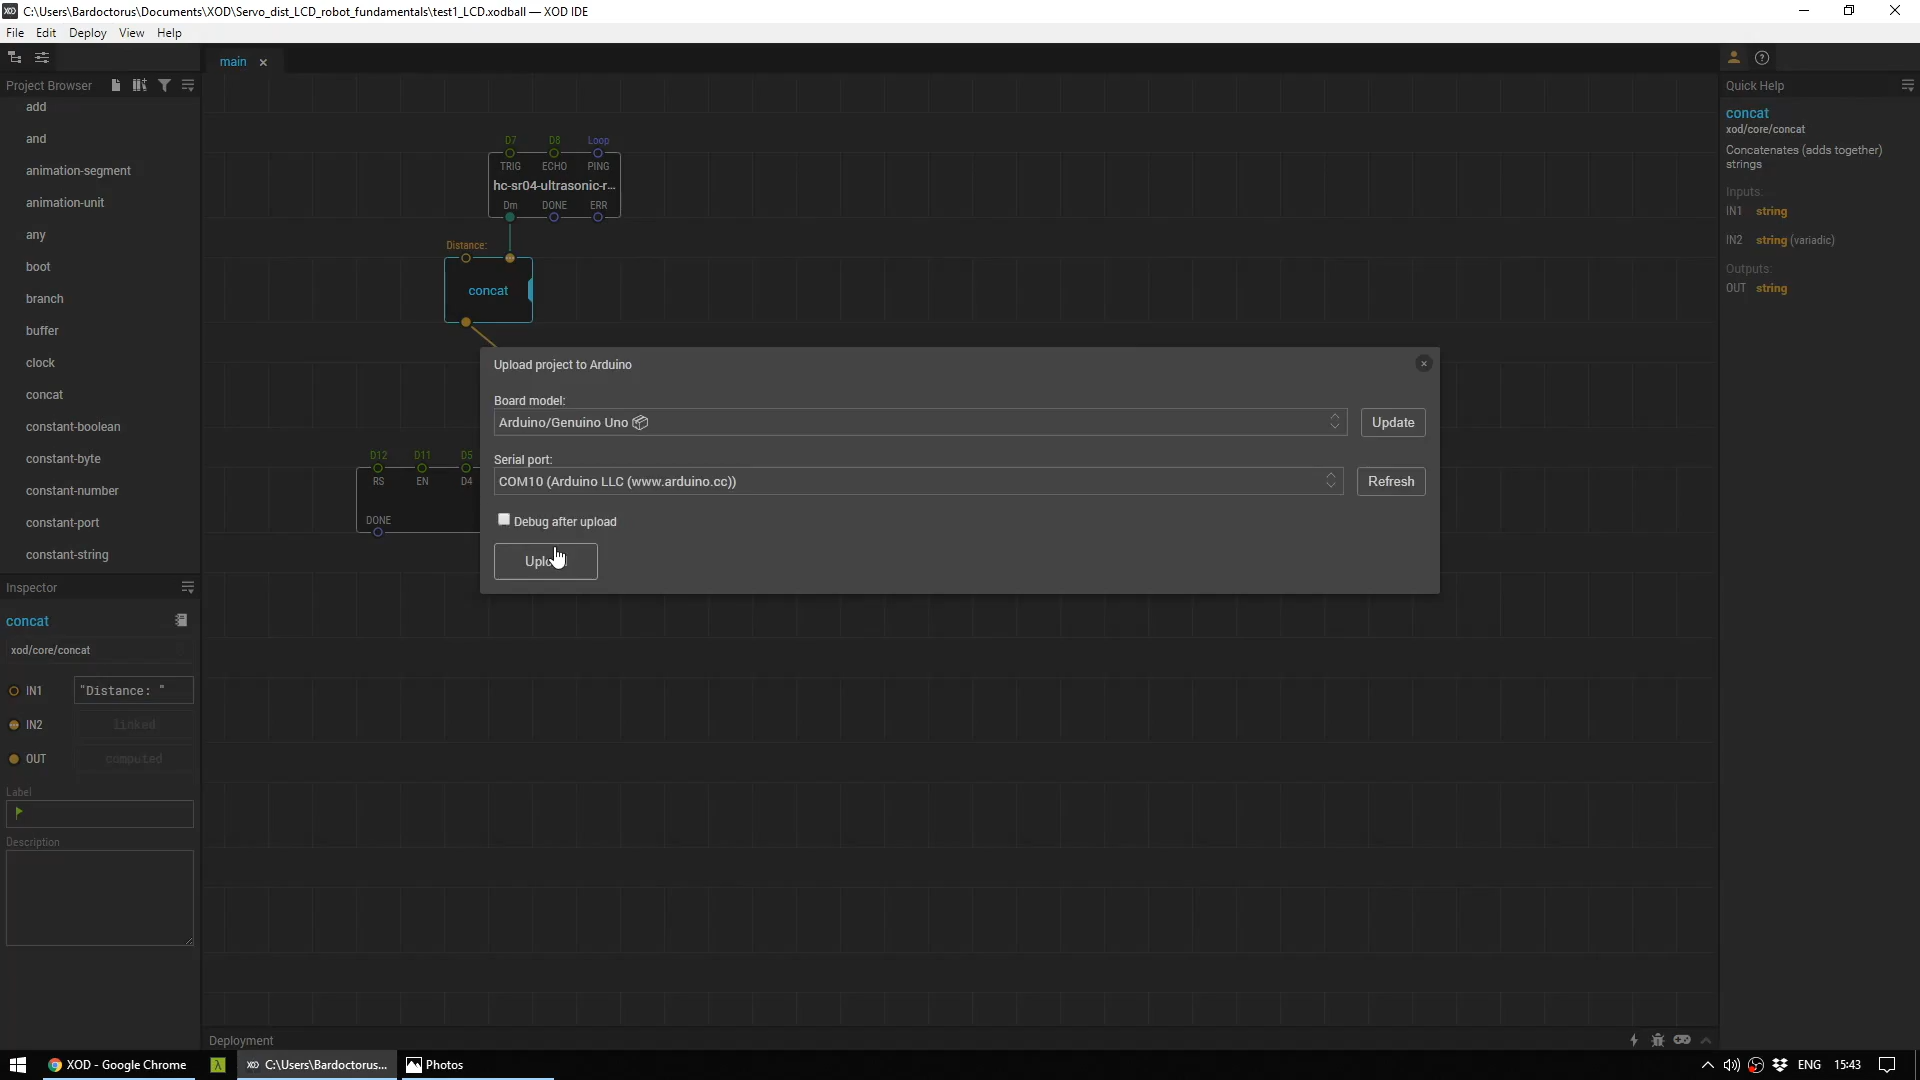 C:\Users\Bardoctorus\Documents\XOD\Servo_dist_LCD_robot_fundamentals\test1_LCD.xodball — XOD IDE
File Edit Deploy View Help
main
Project Browser
add
and
animation-segment
animation-unit
any
boot
branch
buffer
clock
concat
constant-boolean
constant-byte
constant-number
constant-port
constant-string
D7 D8 Loop
TRIG ECHO PING
hc-sr04-ultrasonic-r...
Dm DONE ERR
Distance:
concat
D12 D11 D5
RS EN D4
DONE
Upload project to Arduino
Board model:
Arduino/Genuino Uno
Update
Serial port:
COM10 (Arduino LLC (www.arduino.cc))
Refresh
Debug after upload
Quick Help
concat
xod/core/concat
Concatenates (adds together)
strings
Inputs:
IN1 string
IN2 string (variadic)
Outputs:
OUT string
Inspector
concat
xod/core/concat
IN1 "Distance: "
IN2 linked
OUT computed
Label
Description
Deployment
XOD - Google Chrome
XOD C:\Users\Bardoctorus...
Photos
ENG 15:43